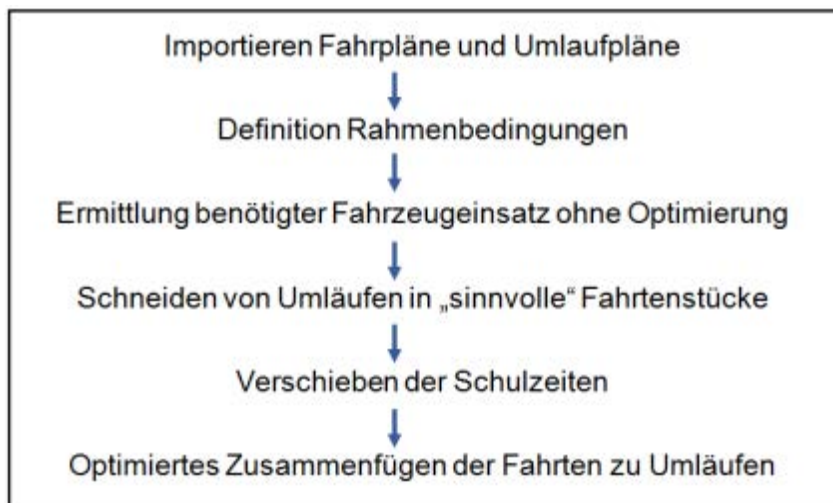 Importieren Fahrpläne und Umlaufpläne
Definition Rahmenbedingungen
Ermittlung benötigter Fahrzeugeinsatz ohne Optimierung
Schneiden von Umläufen in „sinnvolle“ Fahrtenstücke
Verschieben der Schulzeiten
Optimiertes Zusammenfügen der Fahrten zu Umläufen